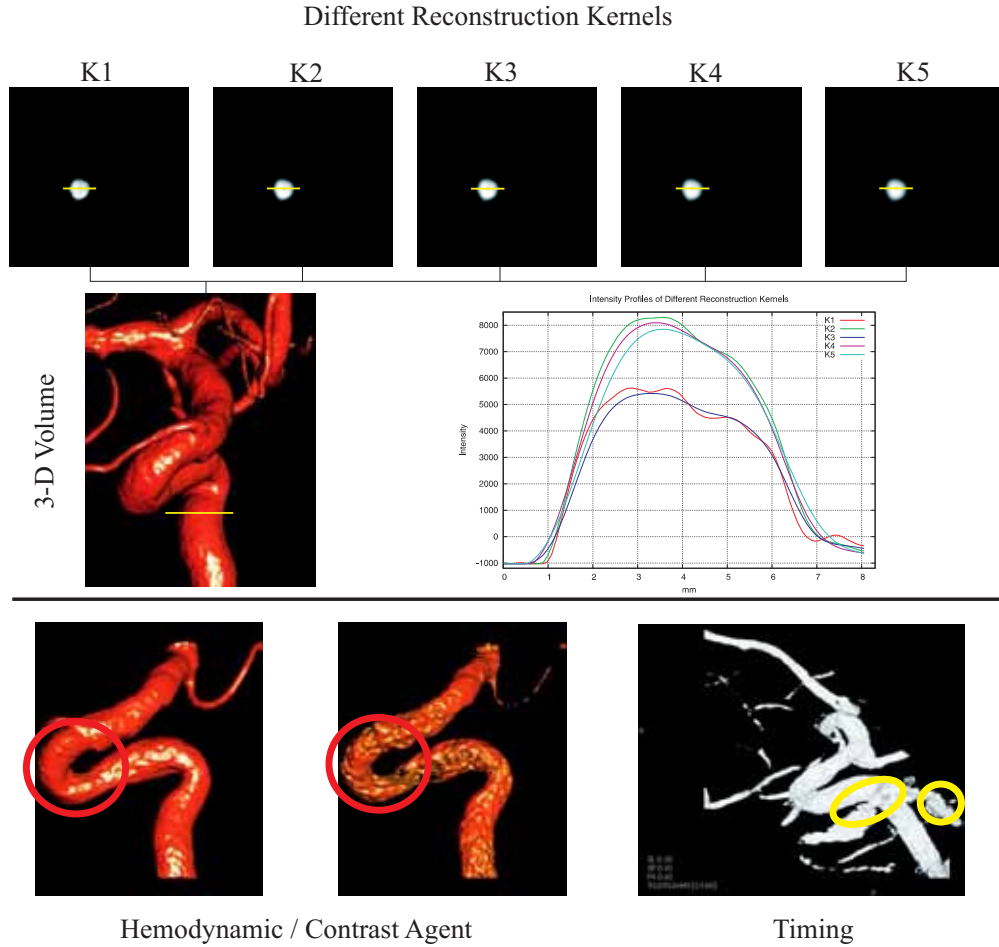 Different Reconstruction Kernels
K1 K2 K3 K4 K5
3-D Volume
Intensity Profiles of Different Reconstruction Kernels
K1
K2
K3
K4
K5
Intensity
8000
7000
6000
5000
4000
3000
2000
1000
0
-1000
0 1 2 3 4 5 6 7 8
mm
Hemodynamic / Contrast Agent
Timing